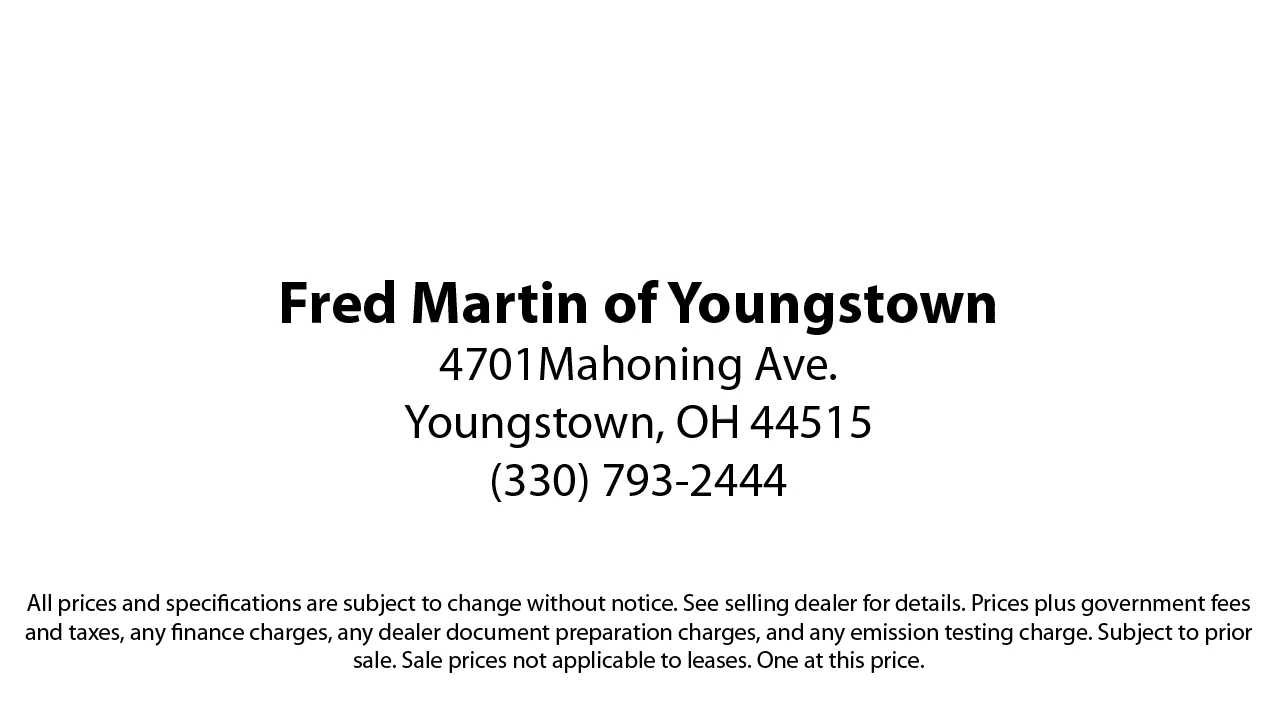 Fred Martin of Youngstown
4701Mahoning Ave.
Youngstown, OH 44515
(330) 793-2444
All prices and specifications are subject to change without notice. See selling dealer for details. Prices plus government fees
and taxes, any finance charges, any dealer document preparation charges, and any emission testing charge. Subject to prior
sale. Sale prices not applicable to leases. One at this price.